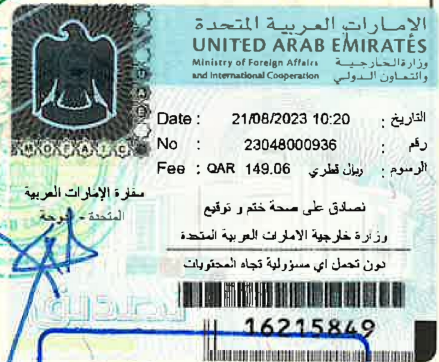 الإمارات العربية المتحدة
UNITED ARAB EMIRATES
Ministry of Foreign Affairs وزارة الخارجية
and International Cooperation والتعاون الدولي
MOFAIC
Date : 21/08/2023 10:20 التاريخ :
No : 23048000936 رقم :
Fee : QAR 149.06 ريال قطري الرسوم :
سفارة الإمارات العربية
المتحدة - الدوحة
نصادق على صحة ختم و توقيع
وزارة خارجية الامارات العربية المتحدة
دون تحمل اي مسؤولية تجاه المحتويات
تصديق
16215849